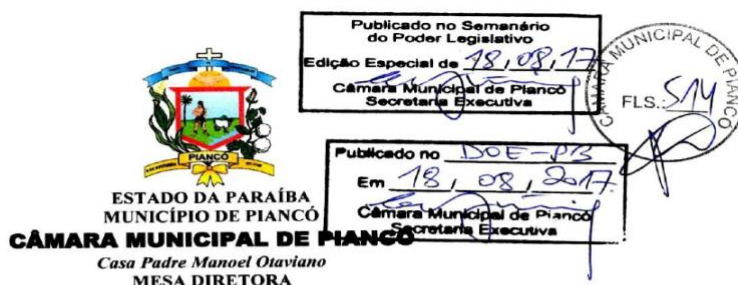 Publicado no Semanário
do Poder Legislativo
Edição Especial de 18,08,17
Câmara Municipal de Piancó
Secretaria Executiva
CÂMARA MUNICIPAL DE PIANCÓ
FLS.: 514
Publicado no DOE-PB
Em 18, 08, 2017
Câmara Municipal de Piancó
Secretaria Executiva
PIANCÓ
ESTADO DA PARAÍBA
MUNICÍPIO DE PIANCÓ
CÂMARA MUNICIPAL DE PIANCÓ
Casa Padre Manoel Otaviano
MESA DIRETORA